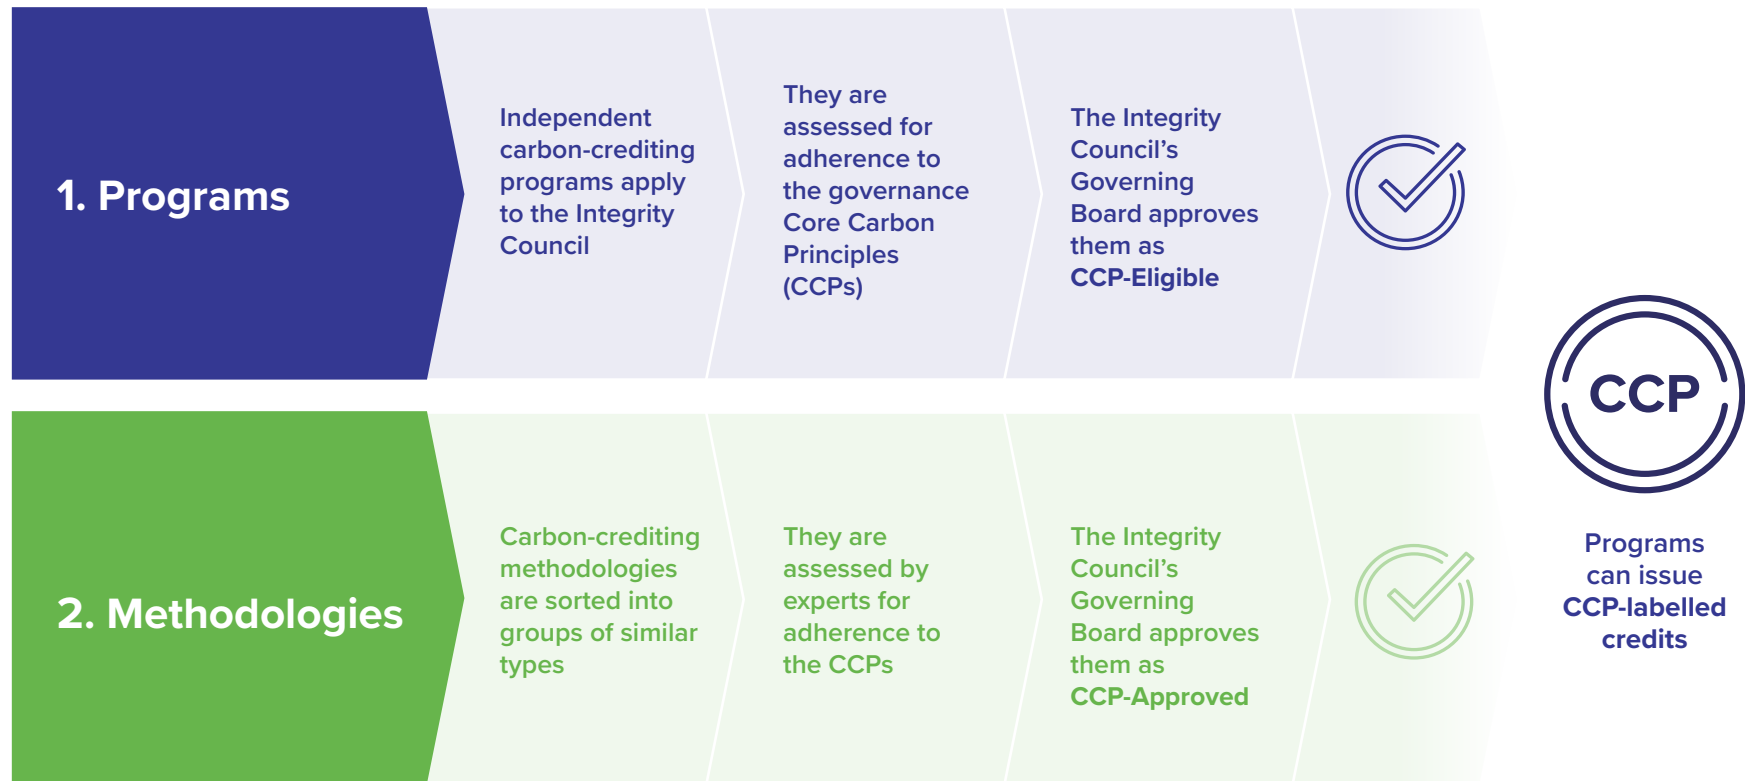 1. Programs
Independent
carbon-crediting
programs apply
to the Integrity
Council
They are
assessed for
adherence to
the governance
Core Carbon
Principles
(CCPs)
The Integrity
Council’s
Governing
Board approves
them as
CCP-Eligible
2. Methodologies
Carbon-crediting
methodologies
are sorted into
groups of similar
types
They are
assessed by
experts for
adherence to
the CCPs
The Integrity
Council’s
Governing
Board approves
them as
CCP-Approved
CCP
Programs
can issue
CCP-labelled
credits